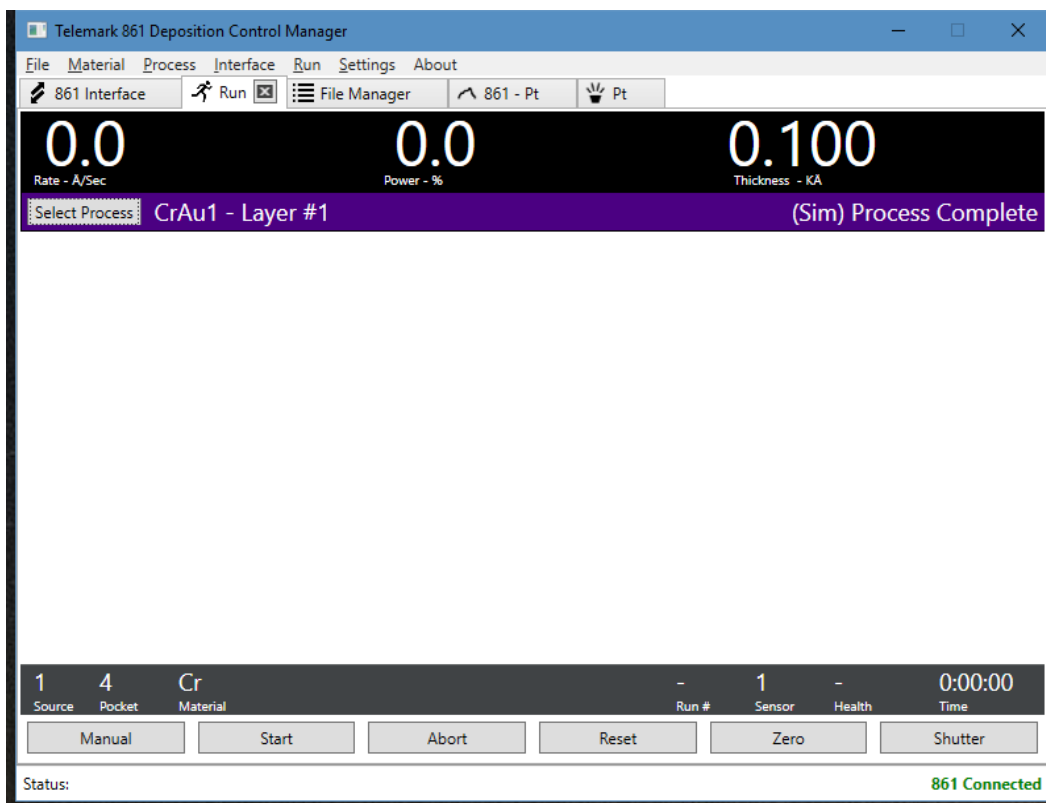 Telemark 861 Deposition Control Manager
File Material Process Interface Run Settings About
861 Interface Run File Manager 861 - Pt Pt
0.0 0.0 0.100
Rate - Å/Sec Power - % Thickness - KÅ
Select Process CrAu1 - Layer #1 (Sim) Process Complete
1 4 Cr - 1 - 0:00:00
Source Pocket Material Run # Sensor Health Time
Manual Start Abort Reset Zero Shutter
Status: 861 Connected